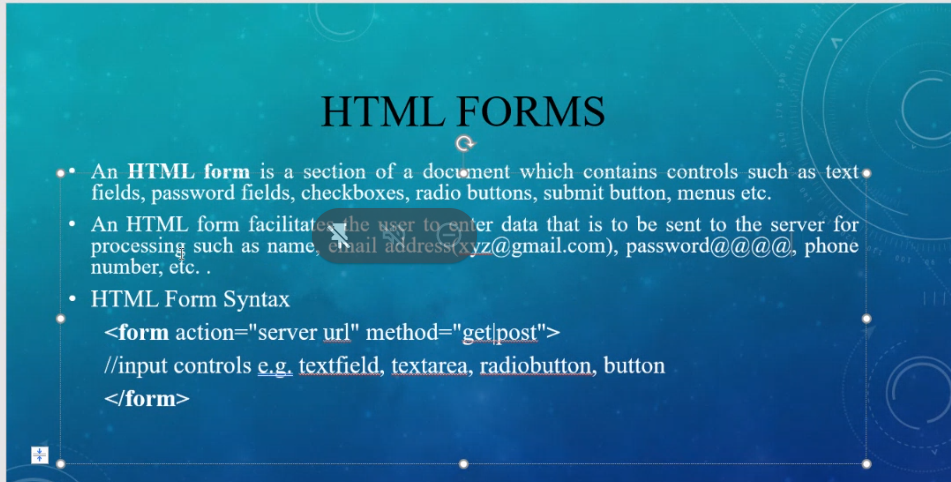 HTML FORMS
• An HTML form is a section of a document which contains controls such as text
fields, password fields, checkboxes, radio buttons, submit button, menus etc.
• An HTML form facilitates the user to enter data that is to be sent to the server for
processing such as name, email address(xyz@gmail.com), password@@@@, phone
number, etc. .
• HTML Form Syntax
<form action="server url" method="get|post">
//input controls e.g. textfield, textarea, radiobutton, button
</form>